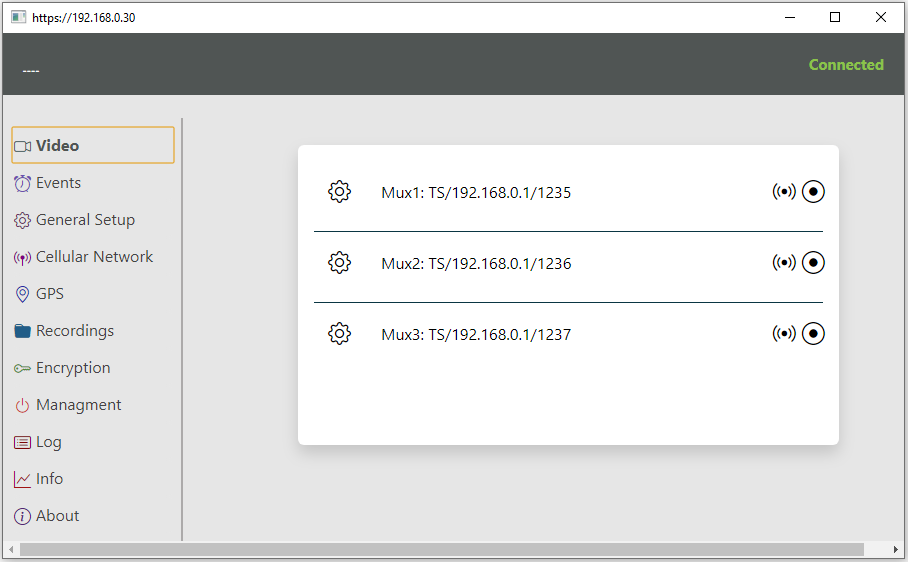 https://192.168.0.30
----
Connected
Video
Events
General Setup
Cellular Network
GPS
Recordings
Encryption
Managment
Log
Info
About
Mux1: TS/192.168.0.1/1235
Mux2: TS/192.168.0.1/1236
Mux3: TS/192.168.0.1/1237